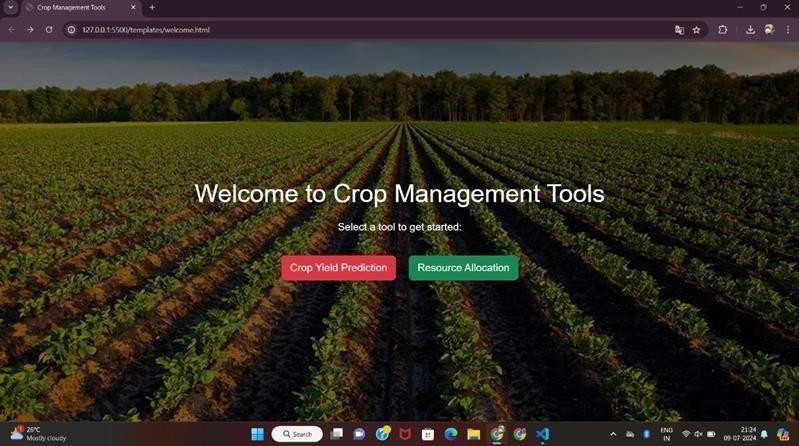 Crop Management Tools
127.0.0.1:5500/templates/welcome.html
Welcome to Crop Management Tools
Select a tool to get started:
Crop Yield Prediction
Resource Allocation
1
26°C
Mostly cloudy
Search
ENG
IN
21:24
09-07-2024